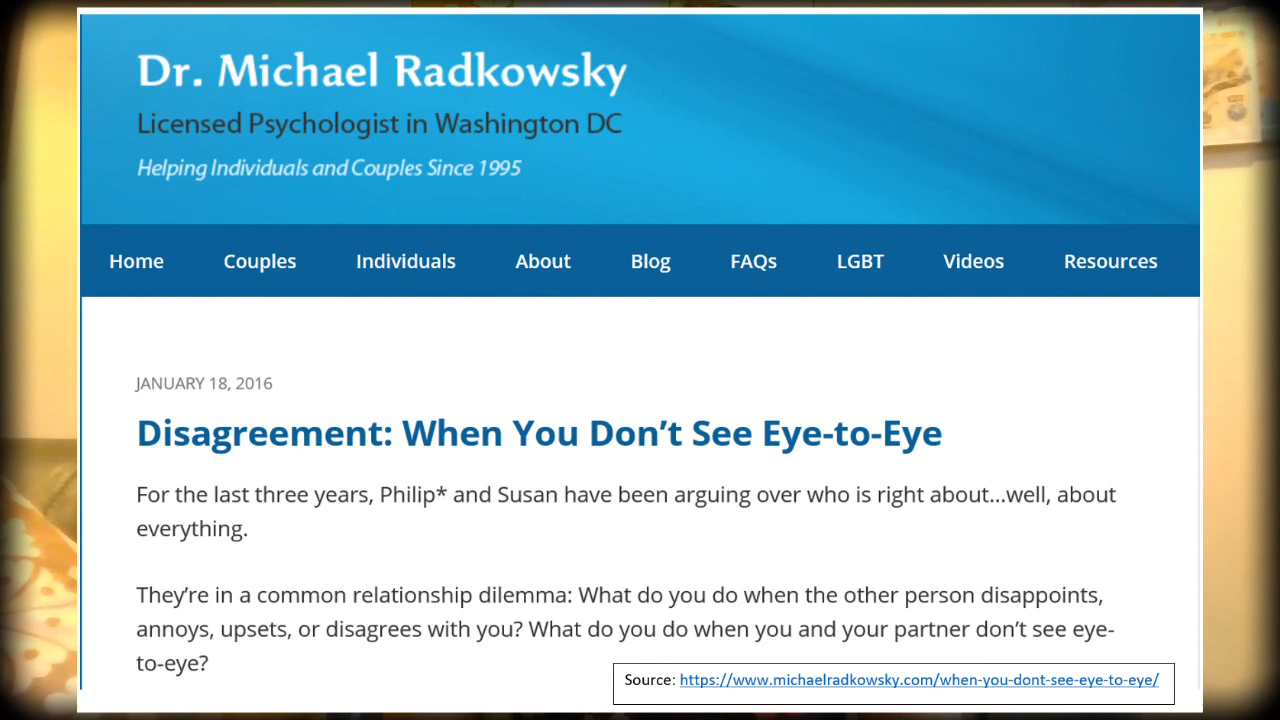 Dr. Michael Radkowsky
Licensed Psychologist in Washington DC
Helping Individuals and Couples Since 1995
Home Couples Individuals About Blog FAQs LGBT Videos Resources
JANUARY 18, 2016
Disagreement: When You Don’t See Eye-to-Eye
For the last three years, Philip* and Susan have been arguing over who is right about…well, about
everything.
They’re in a common relationship dilemma: What do you do when the other person disappoints,
annoys, upsets, or disagrees with you? What do you do when you and your partner don’t see eye-
to-eye?
Source: https://www.michaelradkowsky.com/when-you-dont-see-eye-to-eye/